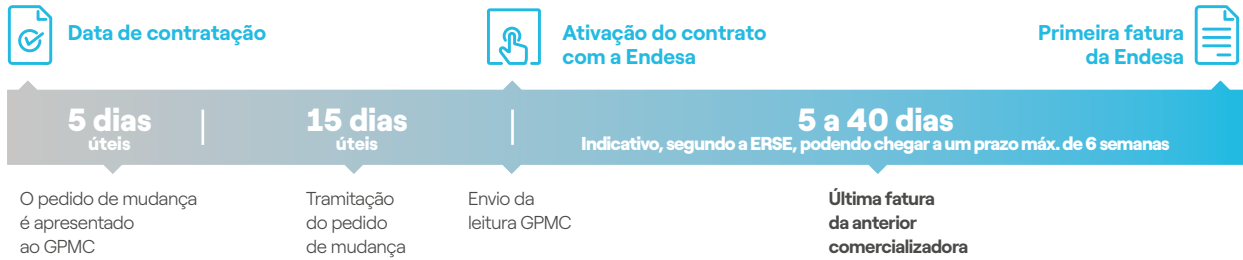 Data de contratação
Ativação do contrato
com a Endesa
Primeira fatura
da Endesa
5 dias
úteis
15 dias
úteis
5 a 40 dias
Indicativo, segundo a ERSE, podendo chegar a um prazo máx. de 6 semanas
O pedido de mudança
é apresentado
ao GPMC
Tramitação
do pedido
de mudança
Envio da
leitura GPMC
Última fatura
da anterior
comercializadora